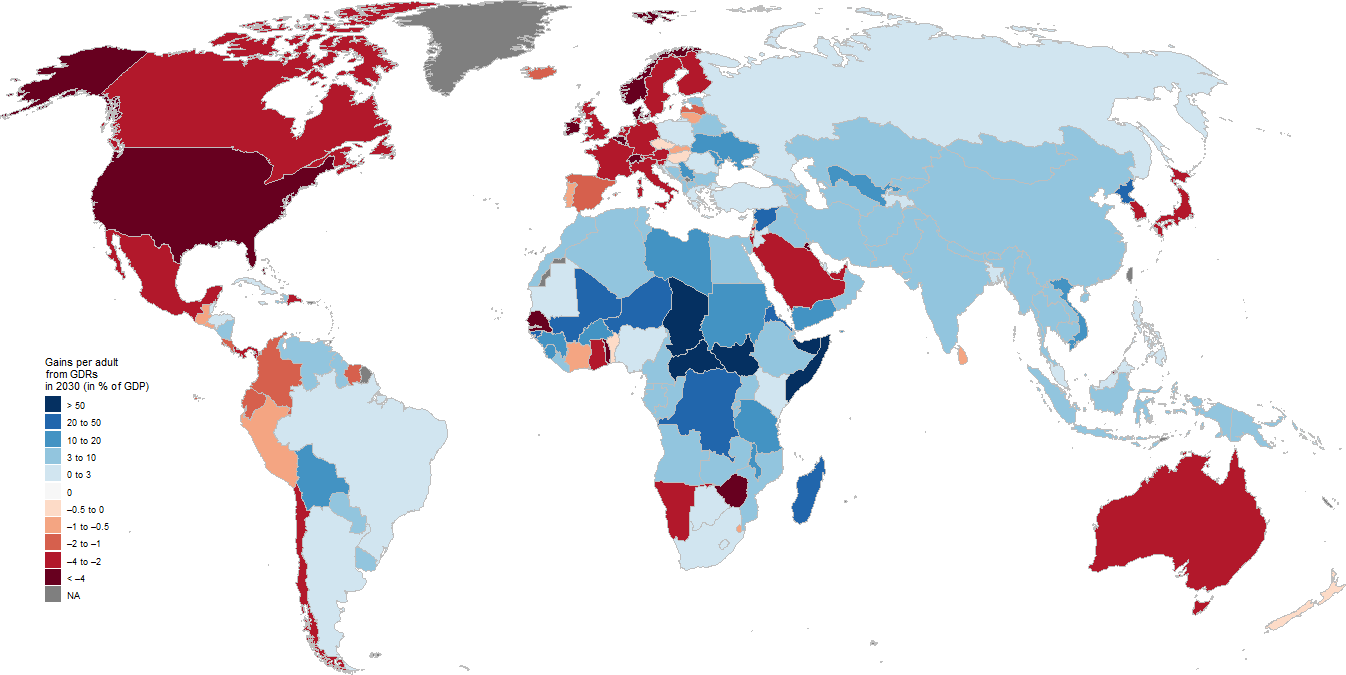 Gains per adult
from GDRs
in 2030 (in % of GDP)
> 50
20 to 50
10 to 20
3 to 10
0 to 3
0
–0.5 to 0
–1 to –0.5
–2 to –1
–4 to –2
< –4
NA